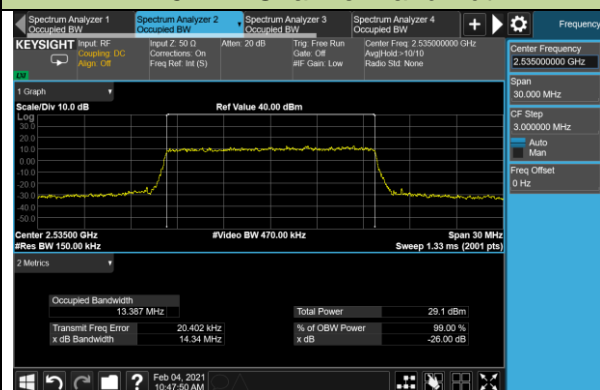 Spectrum Analyzer 1
Occupied BW
Spectrum Analyzer 2
Occupied BW
Spectrum Analyzer 3
Occupied BW
Spectrum Analyzer 4
Occupied BW
+
Frequency
KEYSIGHT
Input: RF
Coupling: DC
Align: Off
Input Z: 50 Ω
Corrections: On
Freq Ref: Int (S)
Atten: 20 dB
Trig: Free Run
Gate: Off
#IF Gain: Low
Center Freq: 2.535000000 GHz
Avg|Hold:>10/10
Radio Std: None
LXI
Center Frequency
2.535000000 GHz
Span
30.000 MHz
CF Step
3.000000 MHz
Auto
Man
Freq Offset
0 Hz
1 Graph
Scale/Div 10.0 dB
Ref Value 40.00 dBm
Log
30.0
20.0
10.0
0.00
-10.0
-20.0
-30.0
-40.0
-50.0
Center 2.53500 GHz
#Video BW 470.00 kHz
Span 30 MHz
#Res BW 150.00 kHz
Sweep 1.33 ms (2001 pts)
2 Metrics
Occupied Bandwidth
13.387 MHz
Total Power 29.1 dBm
Transmit Freq Error 20.402 kHz
% of OBW Power 99.00 %
x dB Bandwidth 14.34 MHz
x dB -26.00 dB
?
Feb 04, 2021
10:47:50 AM